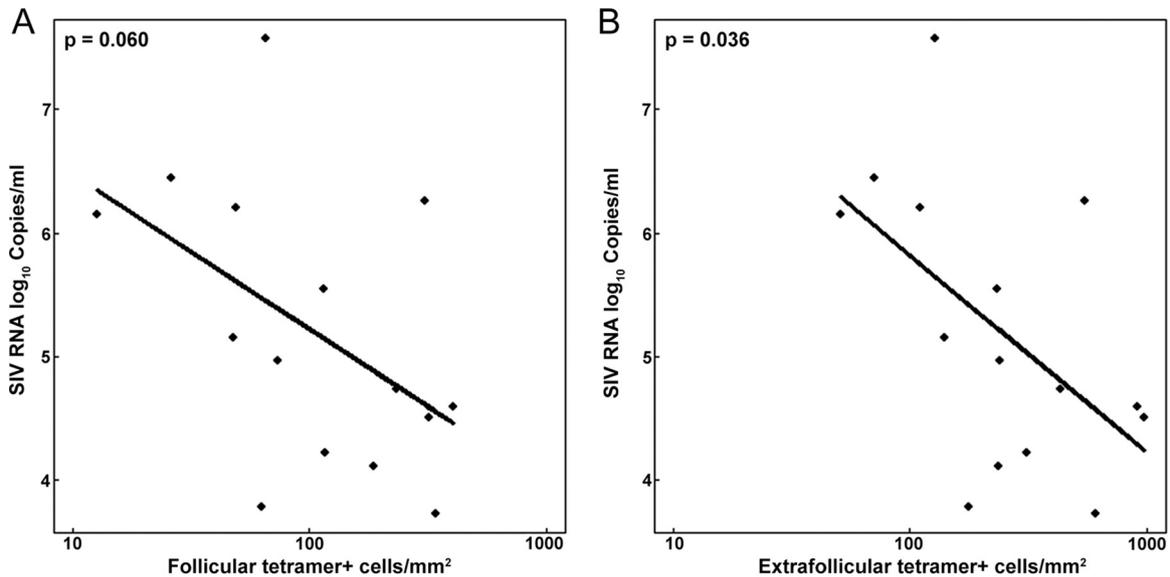 A
p = 0.060
7
6
5
4
SIV RNA log₁₀ Copies/ml
10 100 1000
Follicular tetramer+ cells/mm²
B
p = 0.036
7
6
5
4
SIV RNA log₁₀ Copies/ml
10 100 1000
Extrafollicular tetramer+ cells/mm²